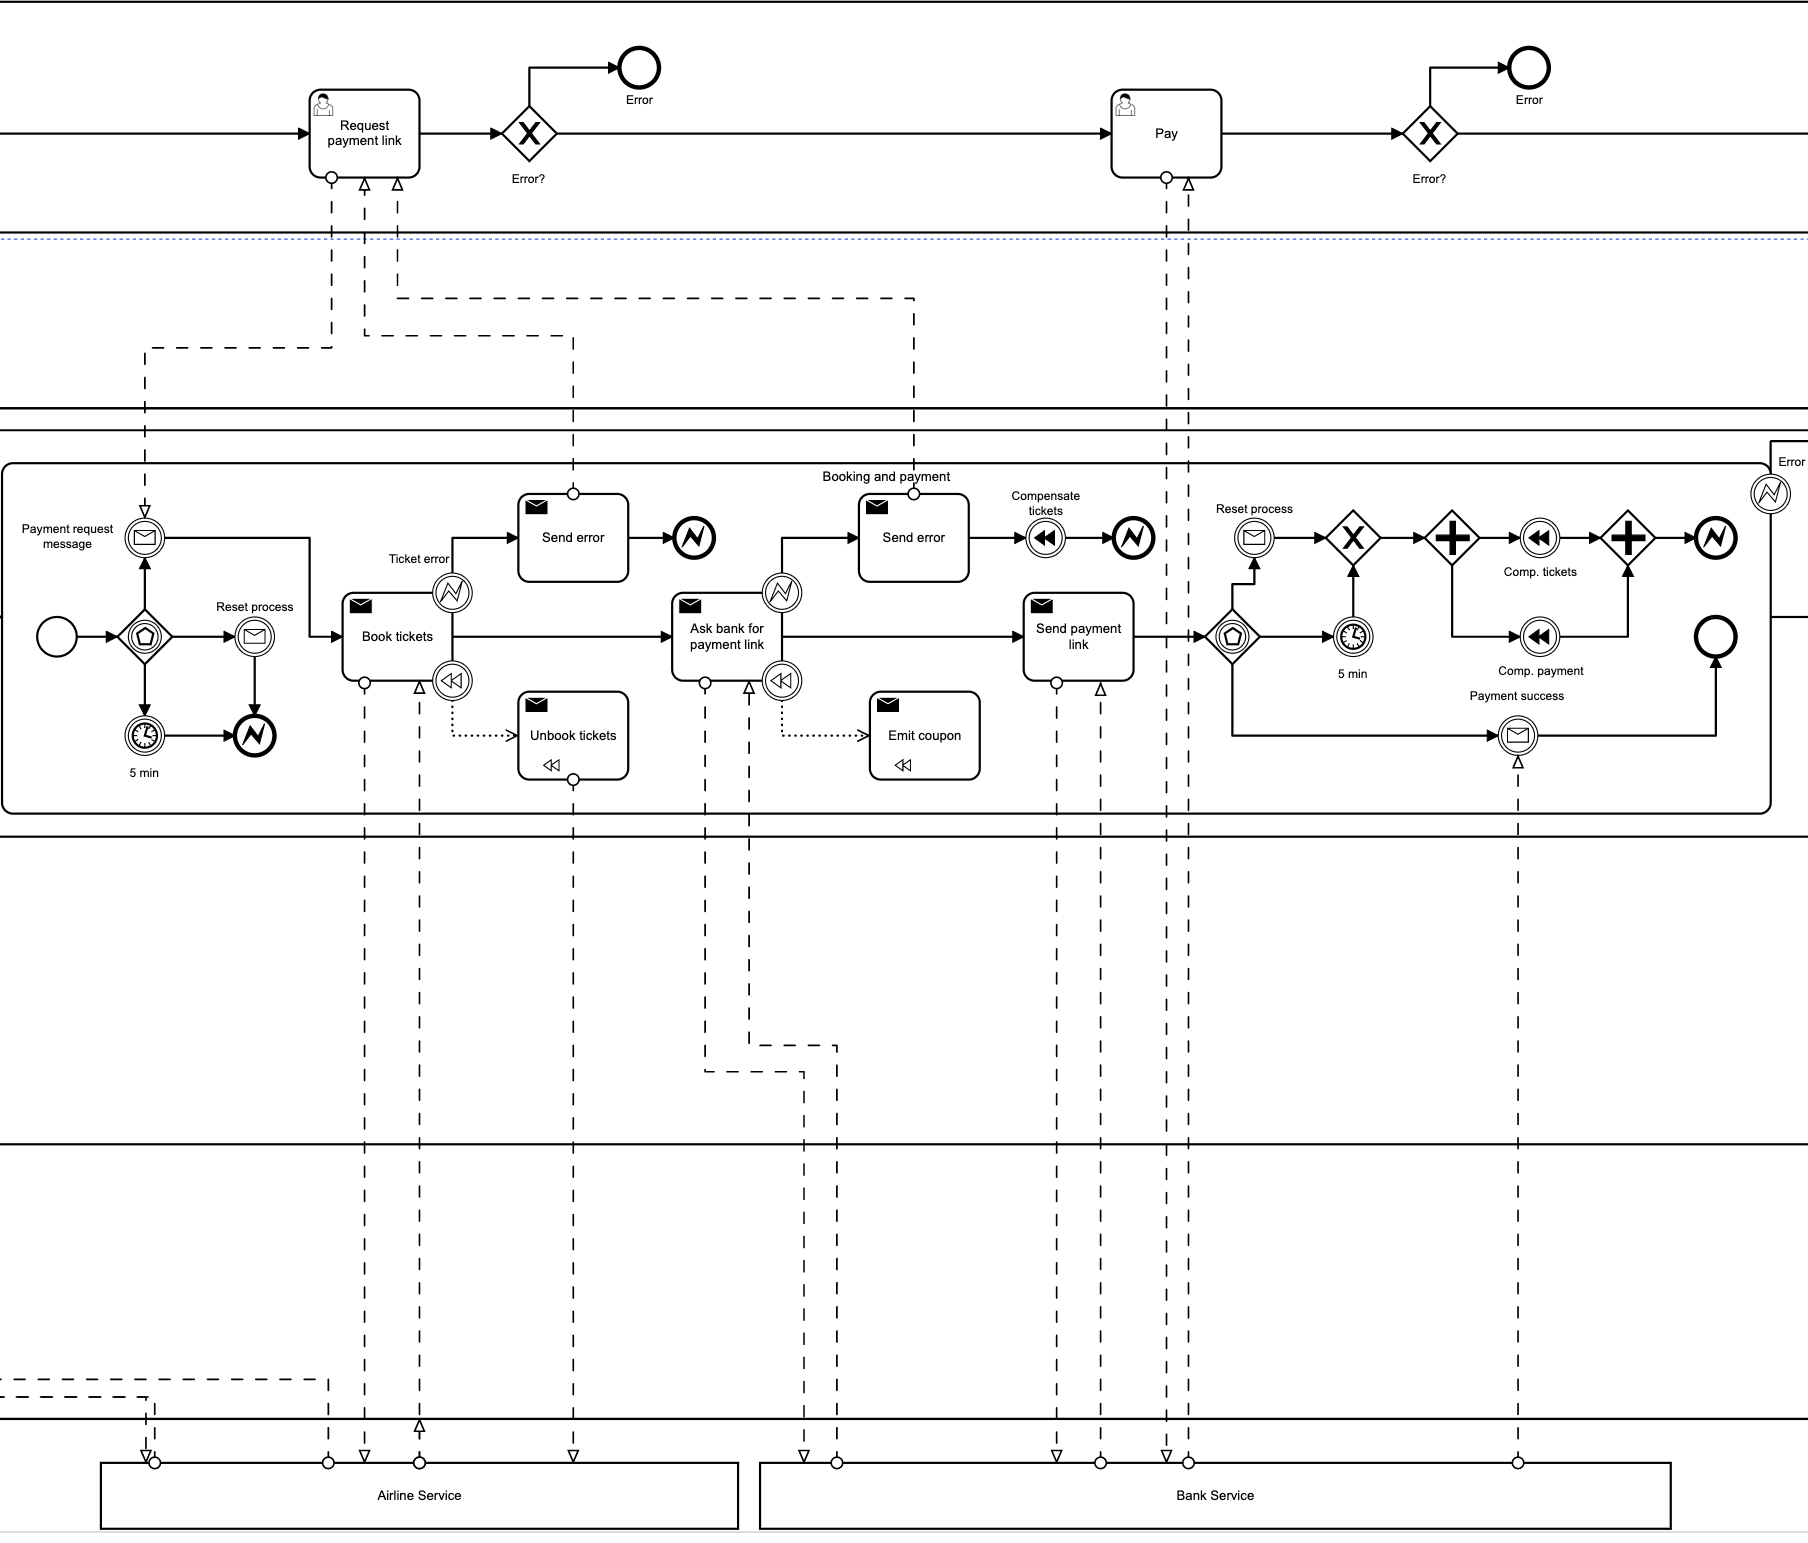 Error
Error
Request
payment link
Pay
Error?
Error?
Error
Booking and payment
Compensate
tickets
Reset process
Payment request
message
Send error
Send error
Ticket error
Comp. tickets
Reset process
Book tickets
Ask bank for
payment link
Send payment
link
5 min
Comp. payment
Payment success
Unbook tickets
Emit coupon
5 min
Airline Service
Bank Service